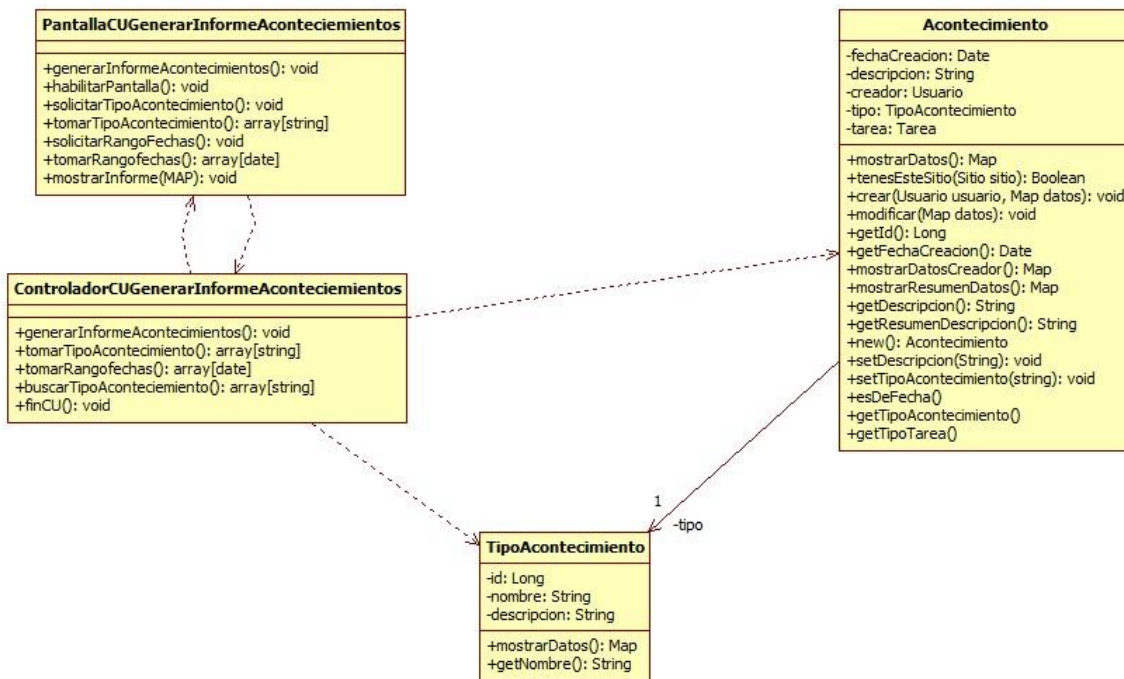 PantallaCUGenerarInformeAconteciemientos
+generarInformeAcontecimientos(): void
+habilitarPantalla(): void
+solicitarTipoAcontecimiento(): void
+tomarTipoAcontecimiento(): array[string]
+solicitarRangoFechas(): void
+tomarRangofechas(): array[date]
+mostrarInforme(MAP): void
ControladorCUGenerarInformeAconteciemientos
+generarInformeAcontecimientos(): void
+tomarTipoAcontecimiento(): array[string]
+tomarRangofechas(): array[date]
+buscarTipoAconteciemiento(): array[string]
+finCU(): void
Acontecimiento
-fechaCreacion: Date
-descripcion: String
-creador: Usuario
-tipo: TipoAcontecimiento
-tarea: Tarea
+mostrarDatos(): Map
+tenesEsteSitio(Sitio sitio): Boolean
+crear(Usuario usuario, Map datos): void
+modificar(Map datos): void
+getId(): Long
+getFechaCreacion(): Date
+mostrarDatosCreador(): Map
+mostrarResumenDatos(): Map
+getDescripcion(): String
+getResumenDescripcion(): String
+new(): Acontecimiento
+setDescripcion(String): void
+setTipoAcontecimiento(string): void
+esDeFecha()
+getTipoAcontecimiento()
+getTipoTarea()
1
-tipo
TipoAcontecimiento
-id: Long
-nombre: String
-descripcion: String
+mostrarDatos(): Map
+getNombre(): String